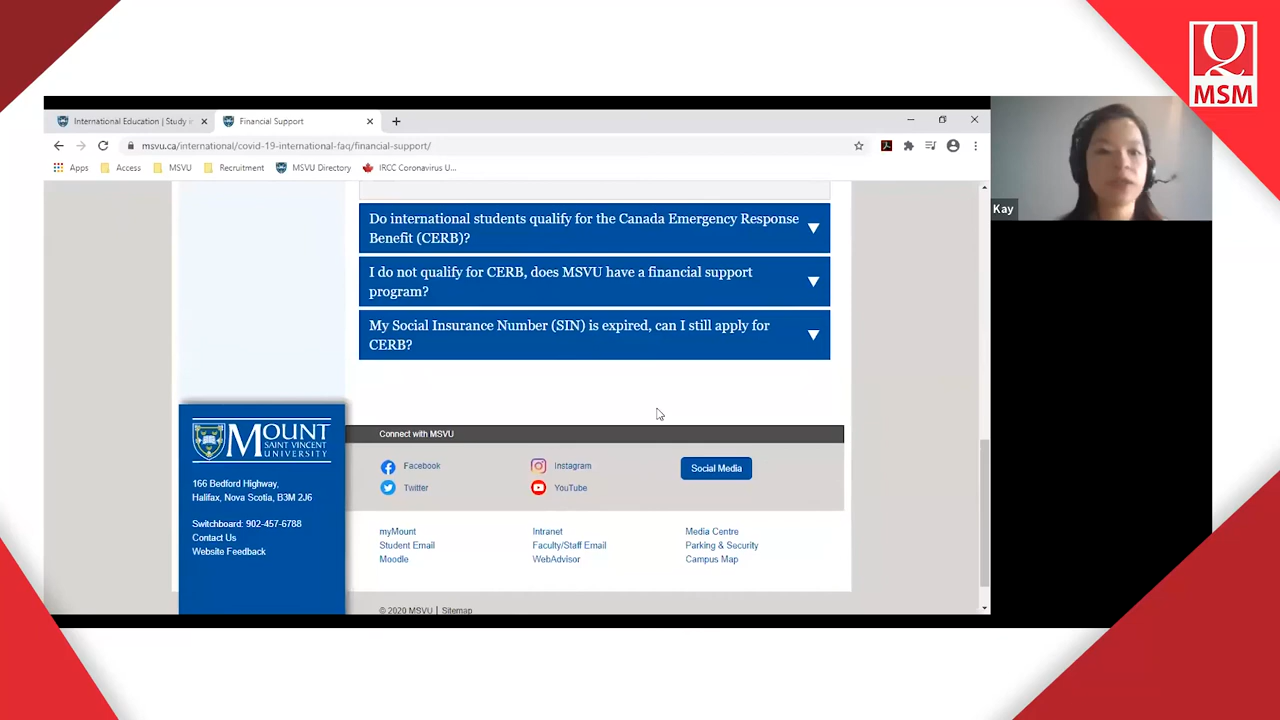 Q
MSM
International Education | Study i
Financial Support
msvu.ca/international/covid-19-international-faq/financial-support/
Apps
Access
MSVU
Recruitment
MSVU Directory
IRCC Coronavirus U...
Kay
Do international students qualify for the Canada Emergency Response
Benefit (CERB)?
I do not qualify for CERB, does MSVU have a financial support
program?
My Social Insurance Number (SIN) is expired, can I still apply for
CERB?
MOUNT
SAINT VINCENT
UNIVERSITY
166 Bedford Highway,
Halifax, Nova Scotia, B3M 2J6
Switchboard: 902-457-6788
Contact Us
Website Feedback
Connect with MSVU
Facebook
Instagram
Social Media
Twitter
YouTube
myMount
Intranet
Media Centre
Student Email
Faculty/Staff Email
Parking & Security
Moodle
WebAdvisor
Campus Map
© 2020 MSVU | Sitemap